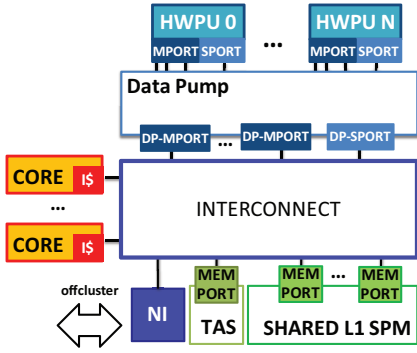 HWPU 0 HWPU N
MPORT SPORT ... MPORT SPORT
Data Pump
DP-MPORT ... DP-MPORT DP-SPORT
CORE I$
...
INTERCONNECT
CORE I$
offcluster
MEM PORT MEM PORT ... MEM PORT
NI TAS SHARED L1 SPM